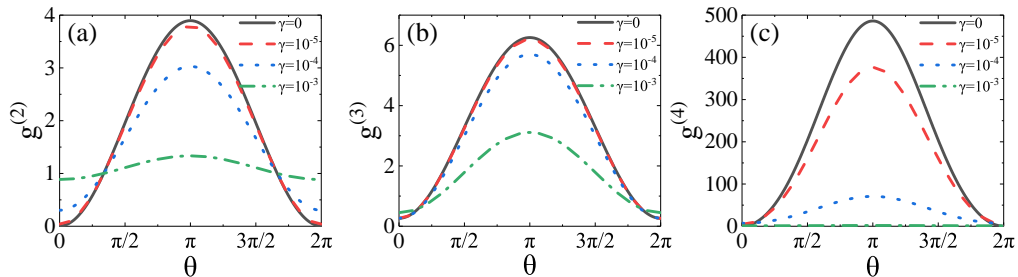 (a)
γ=0
γ=10⁻⁵
γ=10⁻⁴
γ=10⁻³
g⁽²⁾
4
3
2
1
0
0
π/2
π
3π/2
2π
θ
(b)
γ=0
γ=10⁻⁵
γ=10⁻⁴
γ=10⁻³
g⁽³⁾
6
4
2
0
0
π/2
π
3π/2
2π
θ
(c)
γ=0
γ=10⁻⁵
γ=10⁻⁴
γ=10⁻³
g⁽⁴⁾
500
400
300
200
100
0
0
π/2
π
3π/2
2π
θ